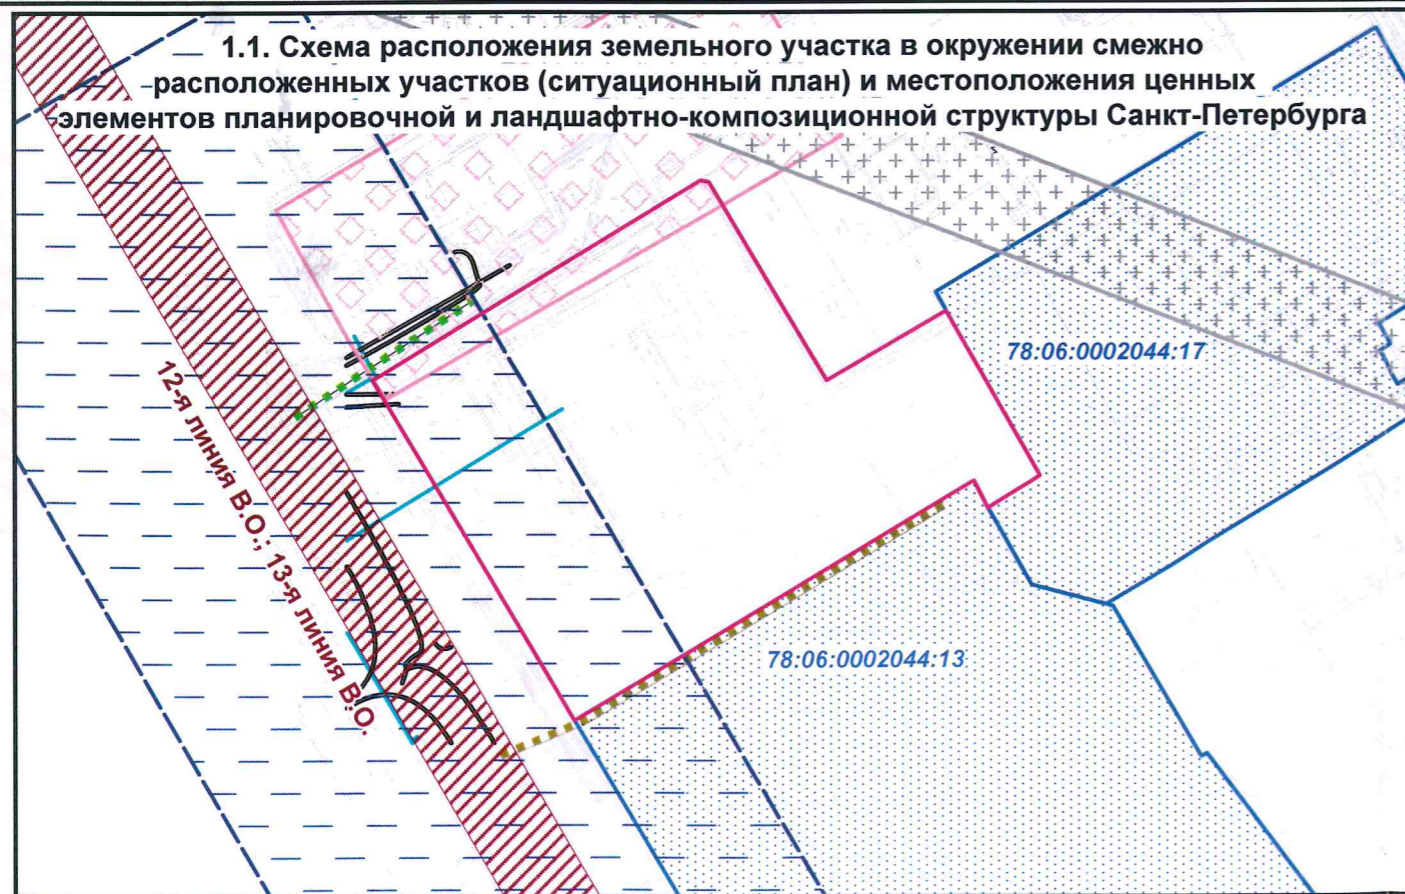 1.1. Схема расположения земельного участка в окружении смежно
расположенных участков (ситуационный план) и местоположения ценных
элементов планировочной и ландшафтно-композиционной структуры Санкт-Петербурга
78:06:0002044:17
12-я линия В.О.; 13-я линия В.О.
78:06:0002044:13